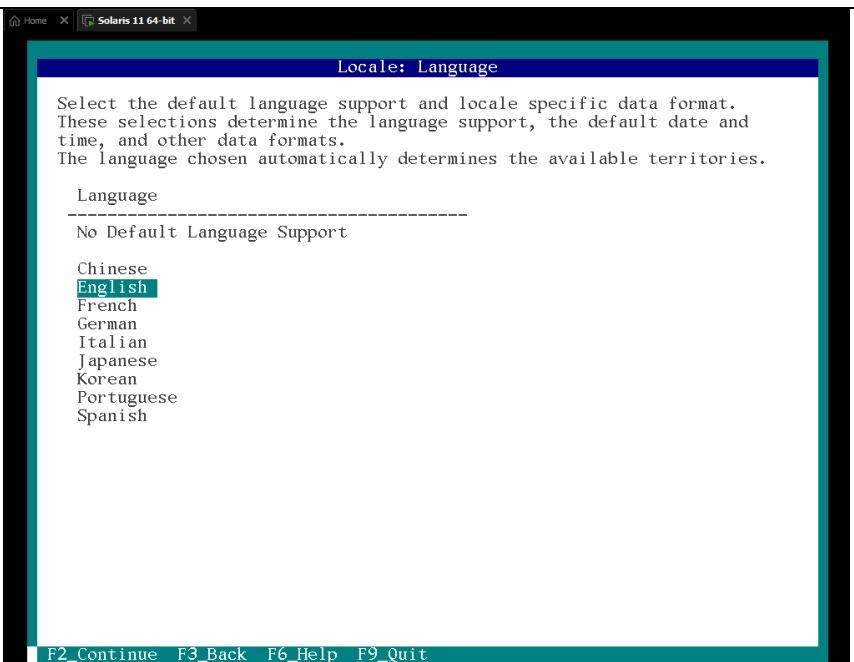 Home
Solaris 11 64-bit
Locale: Language
Select the default language support and locale specific data format.
These selections determine the language support, the default date and
time, and other data formats.
The language chosen automatically determines the available territories.
Language
----------------------------------------
No Default Language Support
Chinese
English
French
German
Italian
Japanese
Korean
Portuguese
Spanish
F2_Continue F3_Back F6_Help F9_Quit